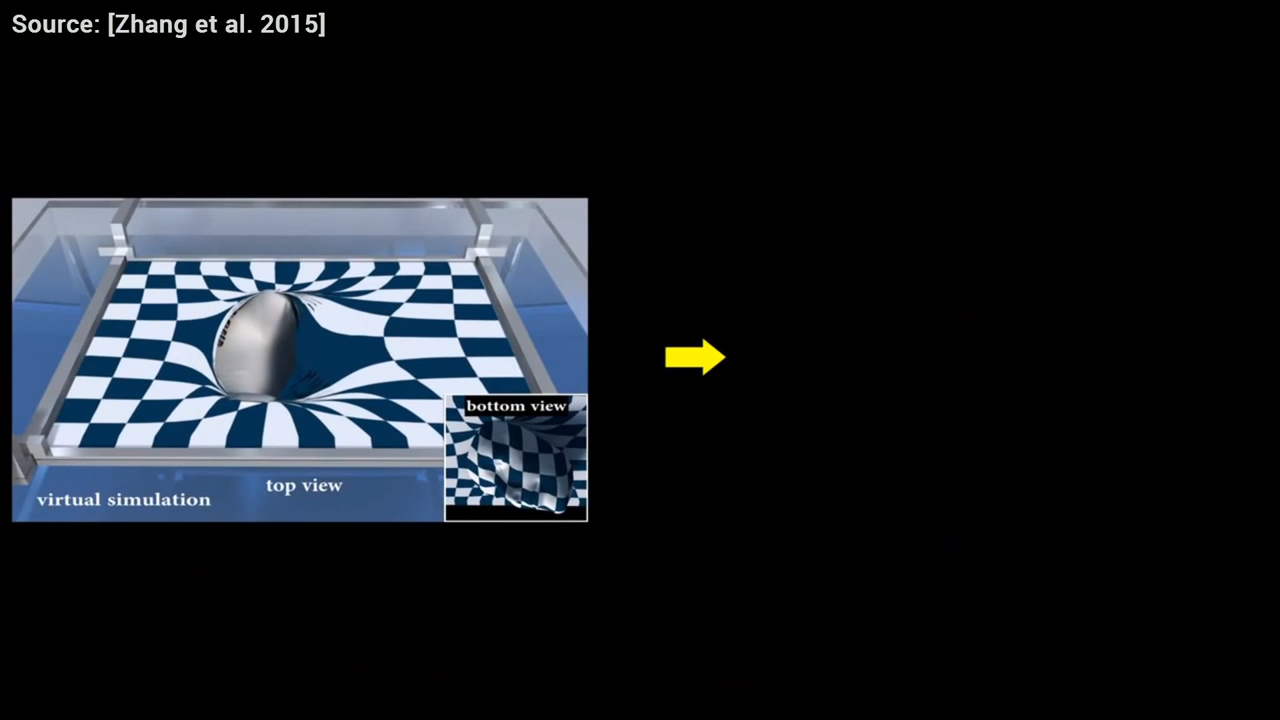 Source: [Zhang et al. 2015]
bottom view
top view
virtual simulation